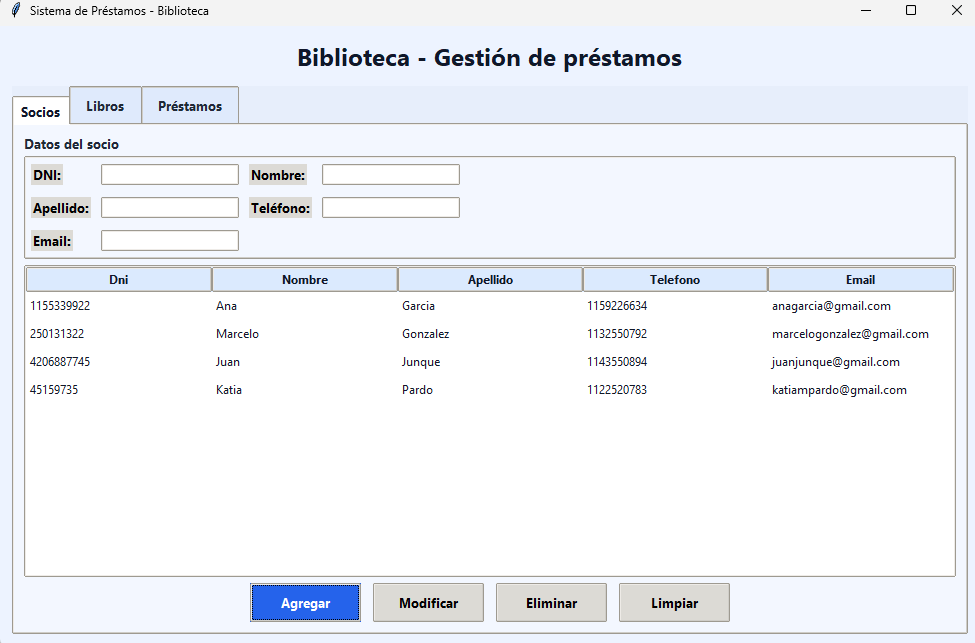 Sistema de Préstamos - Biblioteca
Biblioteca - Gestión de préstamos
Socios Libros Préstamos
Datos del socio
DNI: Nombre:
Apellido: Teléfono:
Email:
Dni Nombre Apellido Telefono Email
1155339922 Ana Garcia 1159226634 anagarcia@gmail.com
250131322 Marcelo Gonzalez 1132550792 marcelogonzalez@gmail.com
4206887745 Juan Junque 1143550894 juanjunque@gmail.com
45159735 Katia Pardo 1122520783 katiampardo@gmail.com
Agregar Modificar Eliminar Limpiar